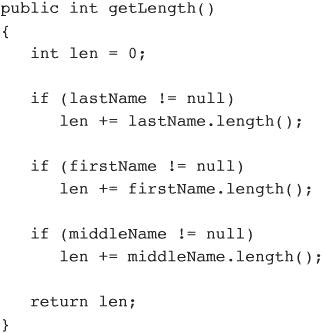 public int getLength()
{
   int len = 0;

   if (lastName != null)
      len += lastName.length();

   if (firstName != null)
      len += firstName.length();

   if (middleName != null)
      len += middleName.length();

   return len;
}